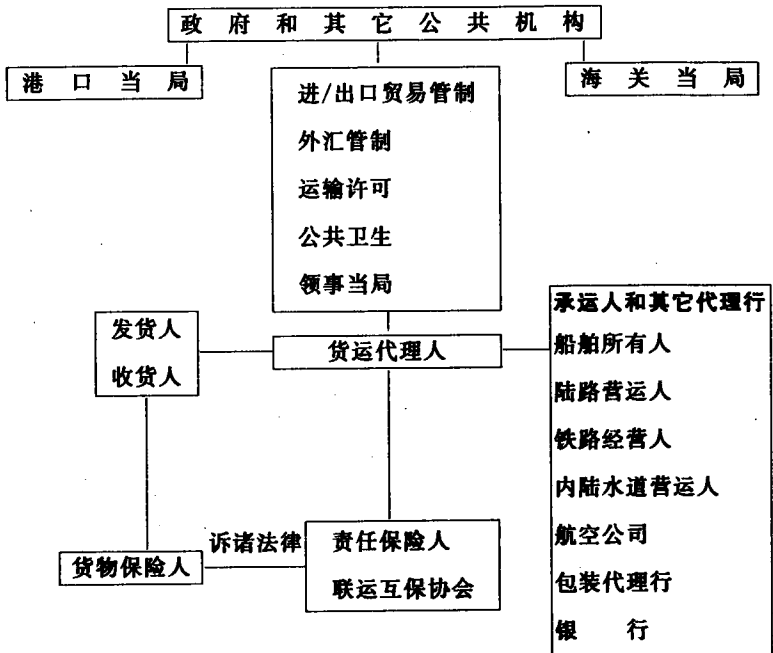 政府和其它公共机构
港口当局
海关当局
进/出口贸易管制
外汇管制
运输许可
公共卫生
领事当局
发货人
收货人
货运代理人
承运人和其它代理行
船舶所有人
陆路营运人
铁路经营人
内陆水道营运人
航空公司
包装代理行
银行
货物保险人
诉诸法律
责任保险人
联运互保协会